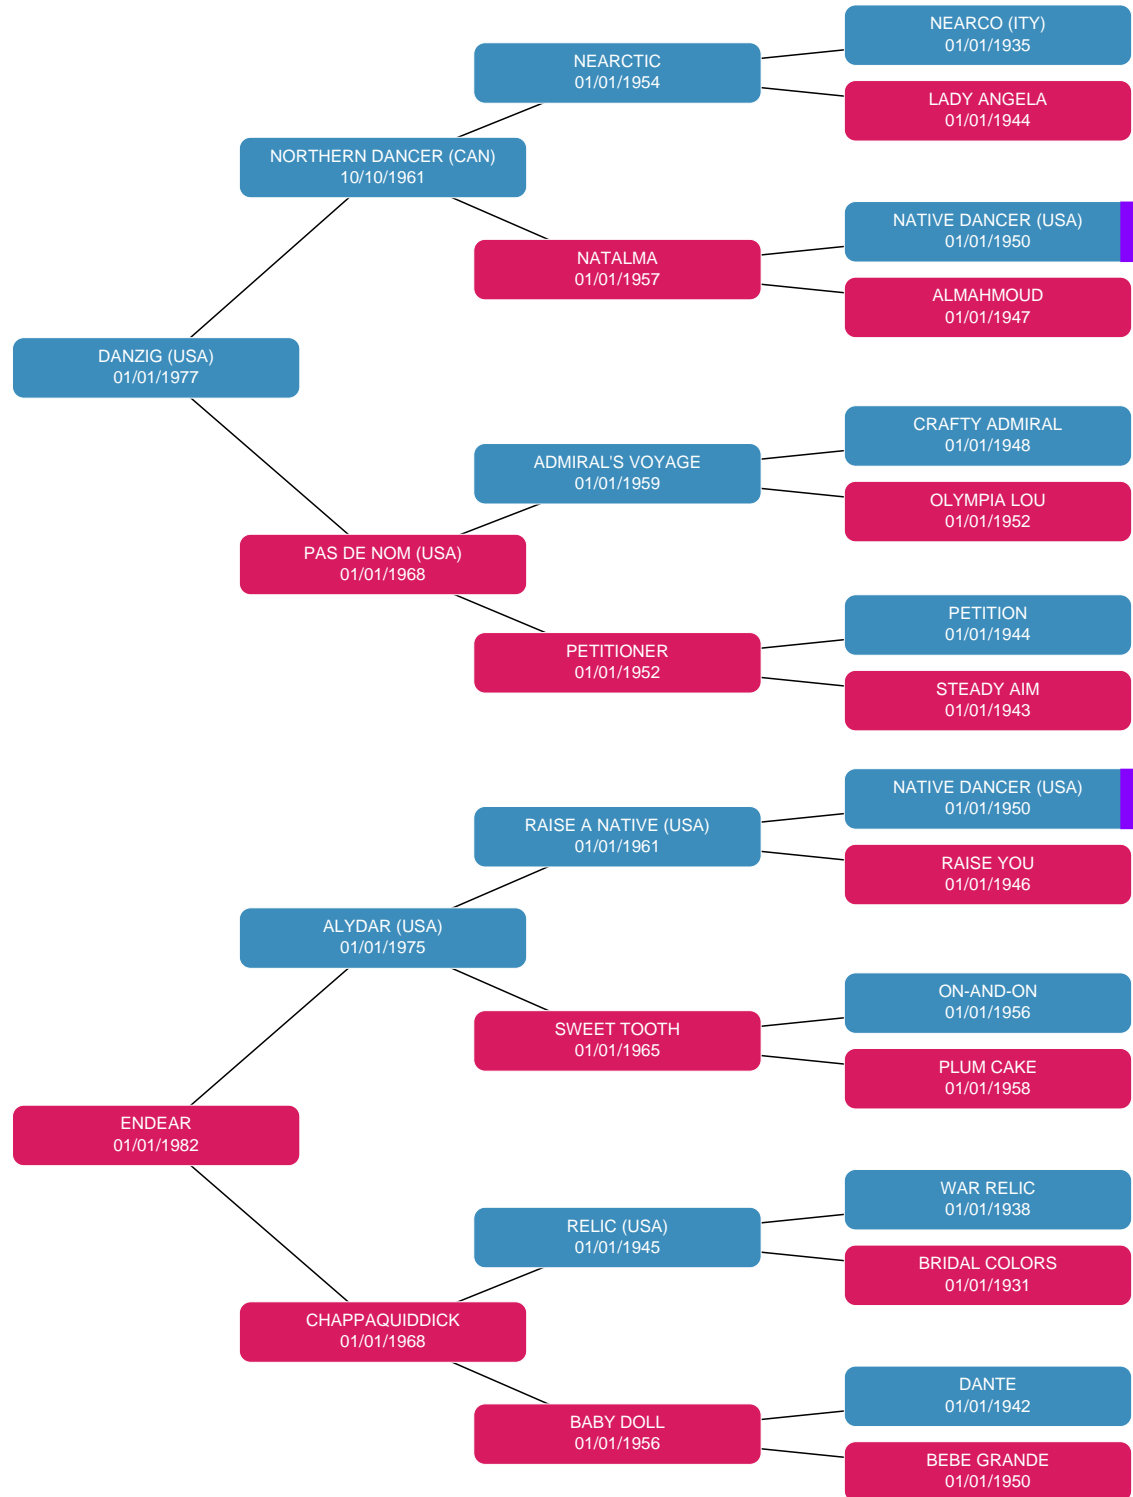 NEARCO (ITY)
01/01/1935
NEARCTIC
01/01/1954
LADY ANGELA
01/01/1944
NORTHERN DANCER (CAN)
10/10/1961
NATIVE DANCER (USA)
01/01/1950
NATALMA
01/01/1957
ALMAHMOUD
01/01/1947
DANZIG (USA)
01/01/1977
CRAFTY ADMIRAL
01/01/1948
ADMIRAL'S VOYAGE
01/01/1959
OLYMPIA LOU
01/01/1952
PAS DE NOM (USA)
01/01/1968
PETITION
01/01/1944
PETITIONER
01/01/1952
STEADY AIM
01/01/1943
NATIVE DANCER (USA)
01/01/1950
RAISE A NATIVE (USA)
01/01/1961
RAISE YOU
01/01/1946
ALYDAR (USA)
01/01/1975
ON-AND-ON
01/01/1956
SWEET TOOTH
01/01/1965
PLUM CAKE
01/01/1958
ENDEAR
01/01/1982
WAR RELIC
01/01/1938
RELIC (USA)
01/01/1945
BRIDAL COLORS
01/01/1931
CHAPPAQUIDDICK
01/01/1968
DANTE
01/01/1942
BABY DOLL
01/01/1956
BEBE GRANDE
01/01/1950